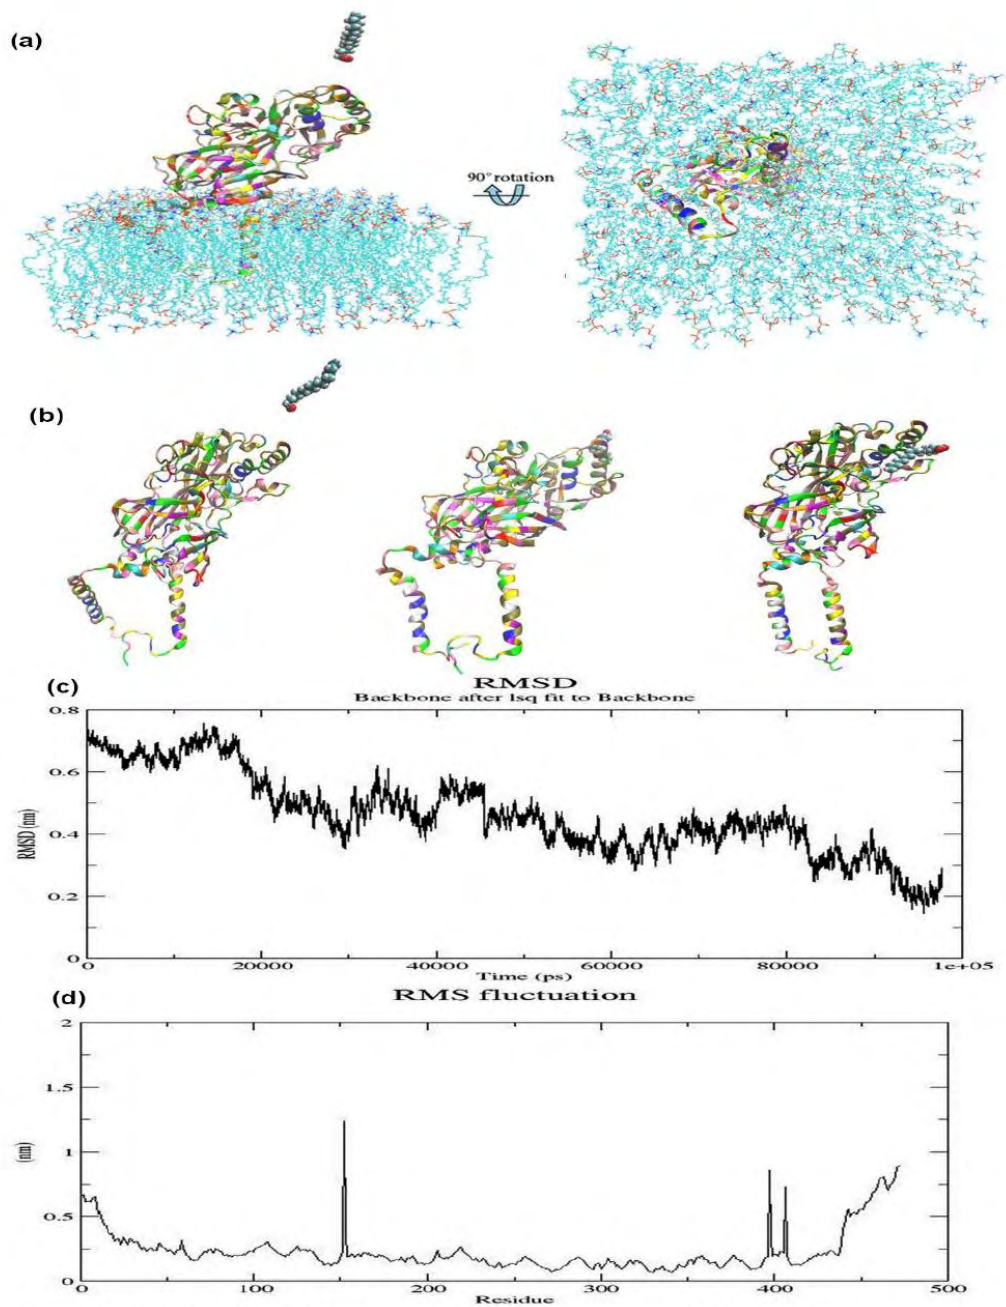 (a)
90° rotation
(b)
(c)
RMSD
Backbone after lsq fit to Backbone
0.8
0.6
0.4
0.2
0
RMSD (nm)
0 20000 40000 60000 80000 1e+05
Time (ps)
(d)
RMS fluctuation
2
1.5
1
0.5
0
(nm)
0 100 200 300 400 500
Residue